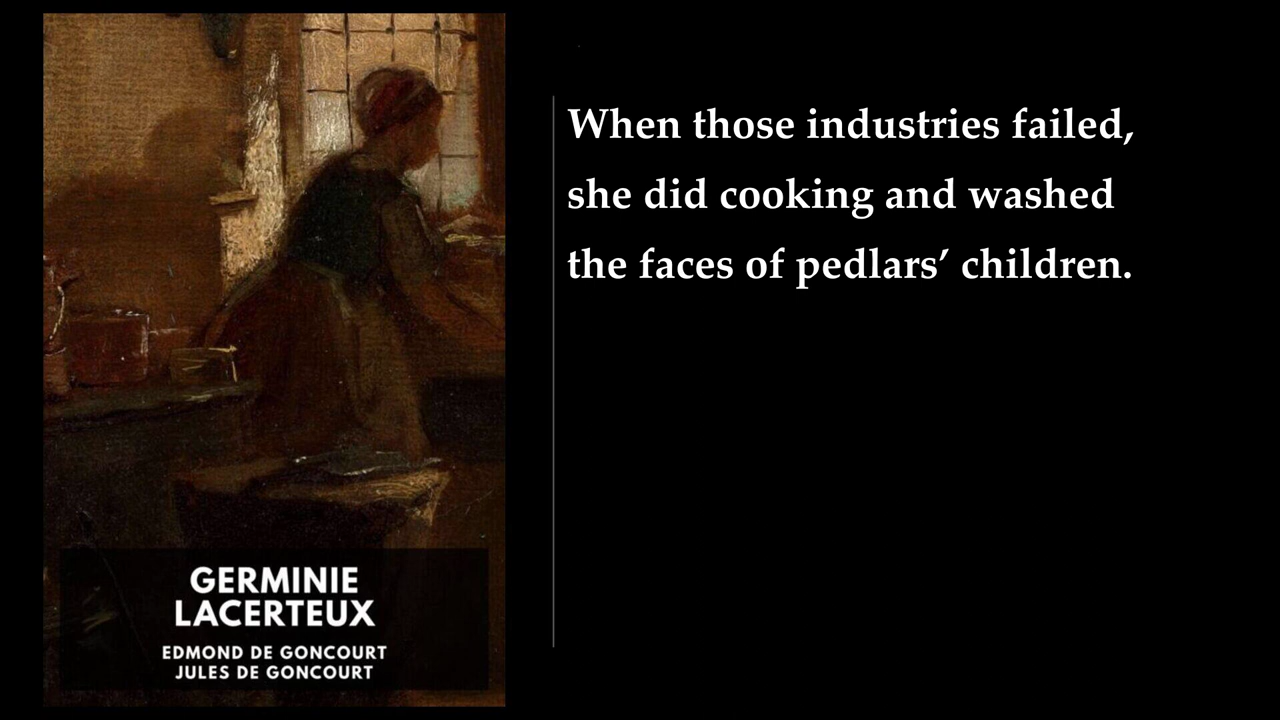 When those industries failed,
she did cooking and washed
the faces of pedlars’ children.
GERMINIE
LACERTEUX
EDMOND DE GONCOURT
JULES DE GONCOURT